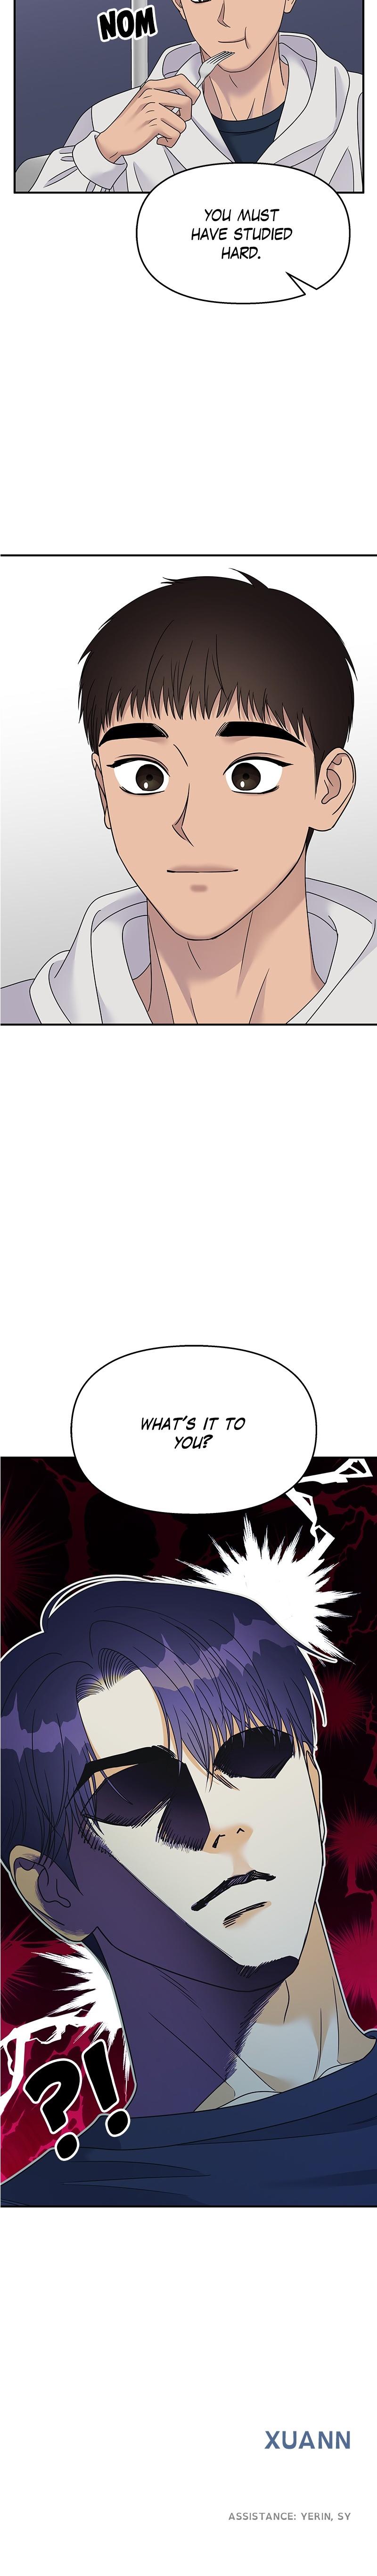 NOM
YOU MUST
HAVE STUDIED
HARD.
WHAT'S IT TO
YOU?
?!
XUANN
ASSISTANCE: YERIN, SY